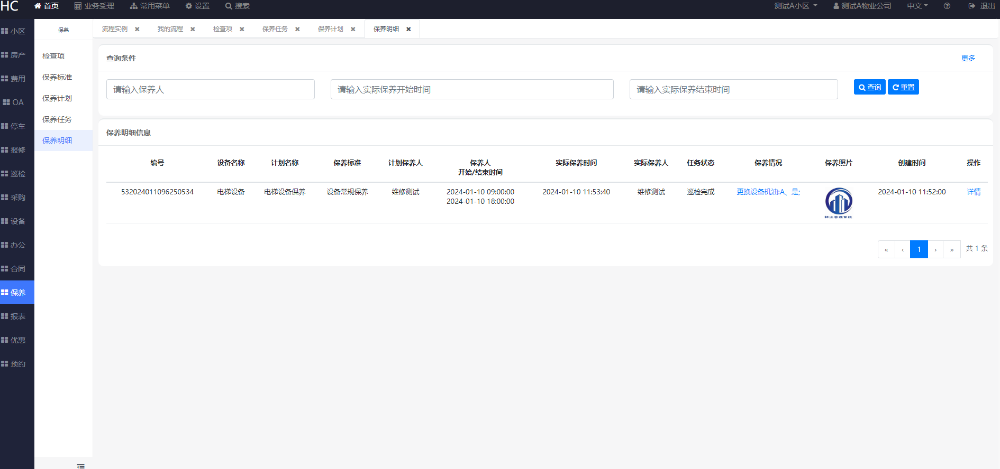 HC 首页 业务受理 常用菜单 设置 搜索 测试A小区 测试A物业公司 中文 退出
小区
房产
费用
OA
停车
报修
巡检
采购
设备
办公
合同
保养
报表
优惠
预约
保养
检查项
保养标准
保养计划
保养任务
保养明细
流程实例 我的流程 检查项 保养任务 保养计划 保养明细
查询条件 更多
请输入保养人 请输入实际保养开始时间 请输入实际保养结束时间 查询 重置
保养明细信息
编号 设备名称 计划名称 保养标准 计划保养人 保养人 实际保养时间 实际保养人 任务状态 保养情况 保养照片 创建时间 操作
开始/结束时间
532024011096250534 电梯设备 电梯设备保养 设备常规保养 维修测试 2024-01-10 09:00:00 2024-01-10 11:53:40 维修测试 巡检完成 更换设备机油:A、是; 2024-01-10 11:52:00 详情
2024-01-10 18:00:00
物业管理系统
« ‹ 1 › » 共 1 条